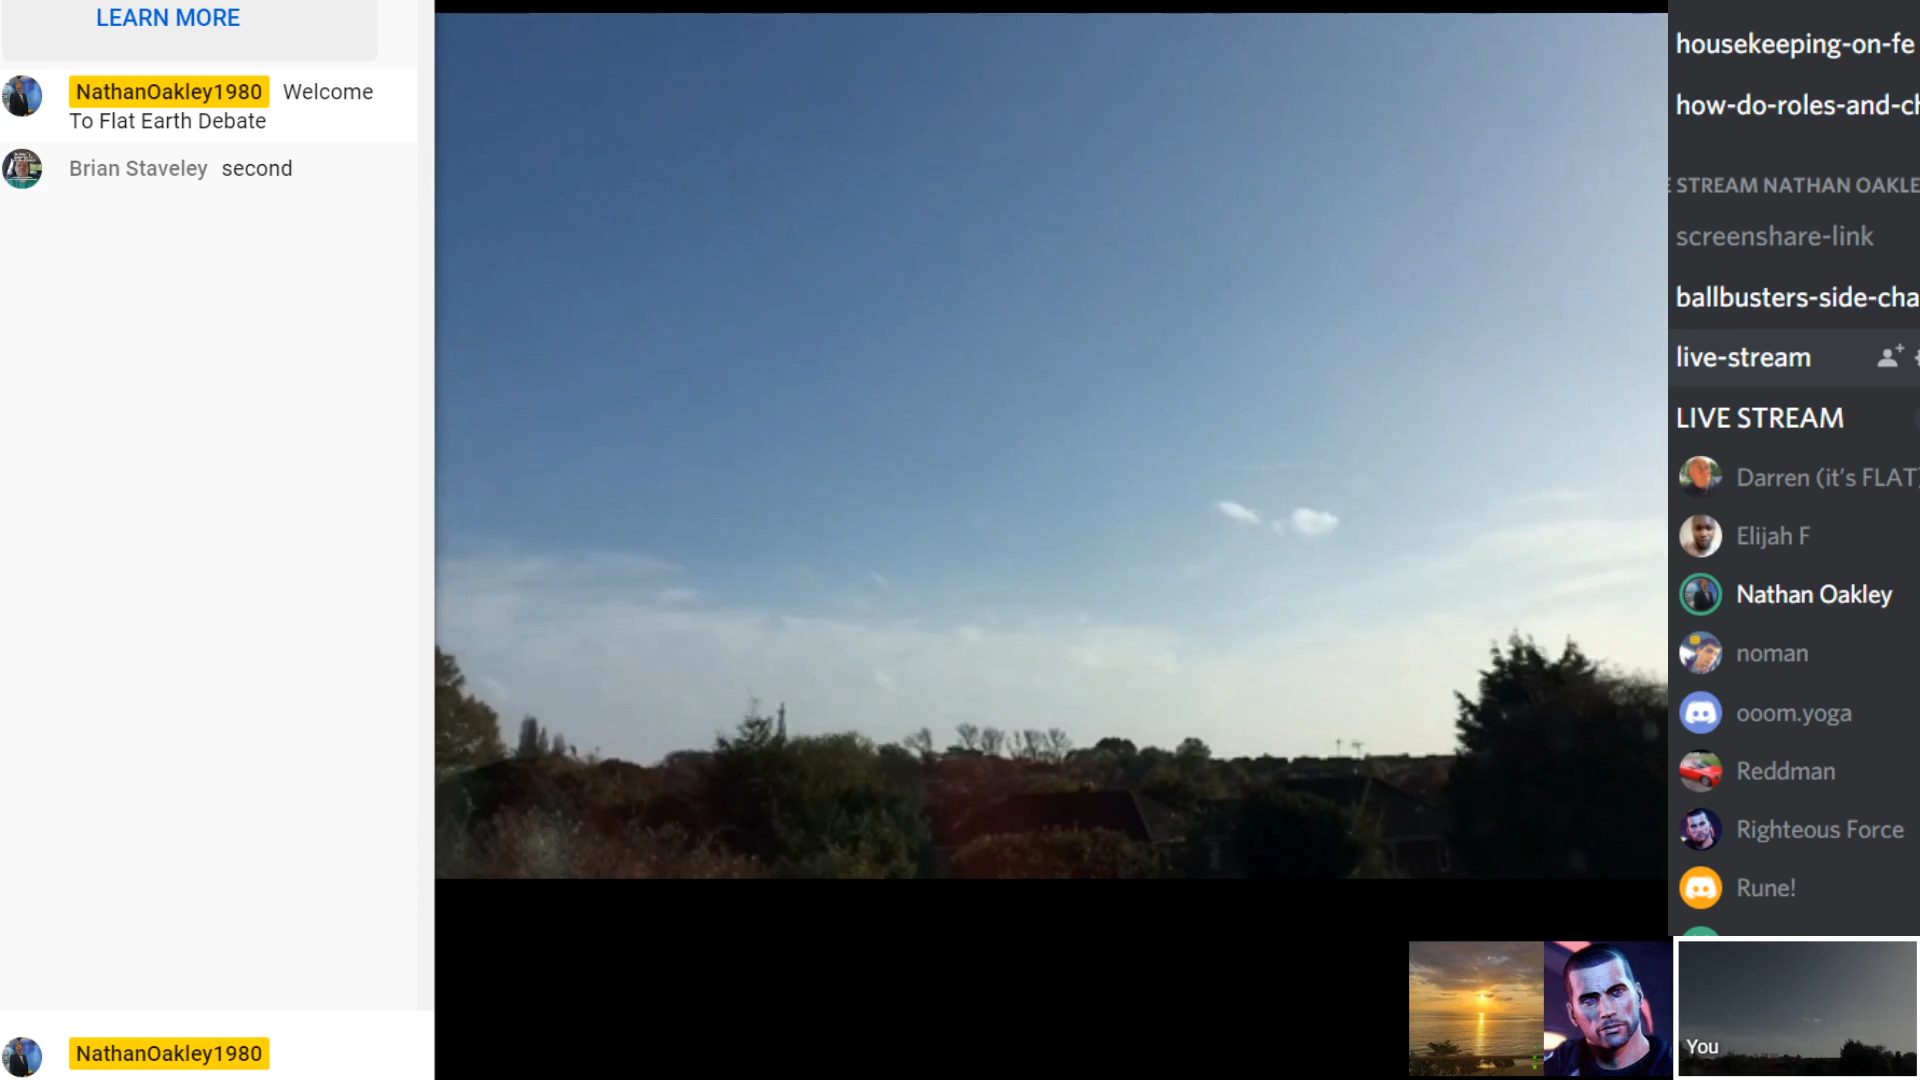 LEARN MORE
NathanOakley1980 Welcome
To Flat Earth Debate
Brian Staveley second
NathanOakley1980
housekeeping-on-fe
how-do-roles-and-ch
E STREAM NATHAN OAKLE
screenshare-link
ballbusters-side-cha
live-stream
LIVE STREAM
Darren (it's FLAT)
Elijah F
Nathan Oakley
noman
ooom.yoga
Reddman
Righteous Force
Rune!
You